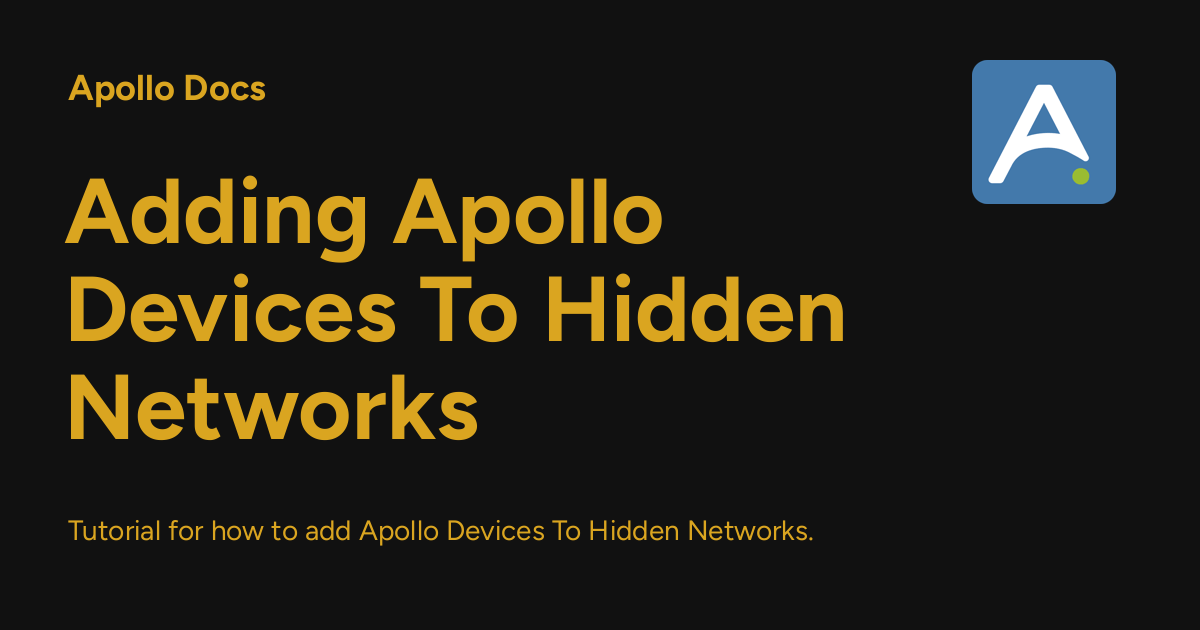 Apollo Docs
Adding Apollo
Devices To Hidden
Networks
Tutorial for how to add Apollo Devices To Hidden Networks.